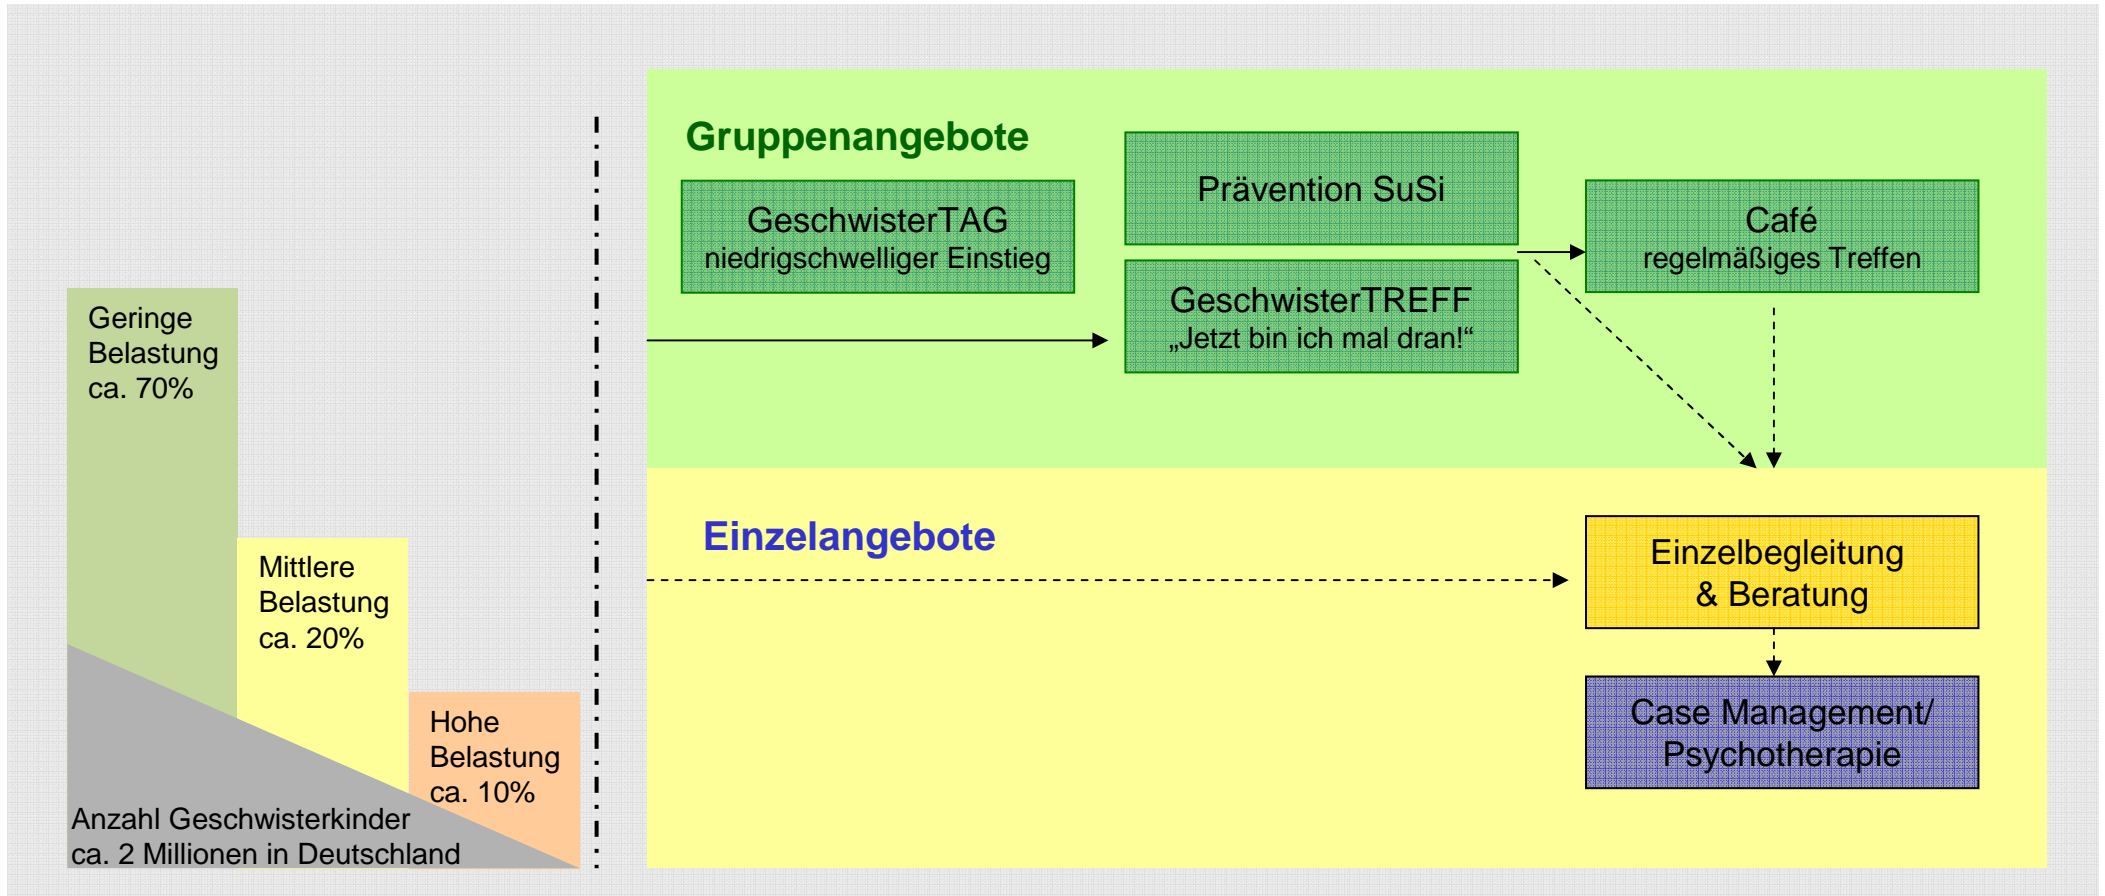 Geringe
Belastung
ca. 70%
Mittlere
Belastung
ca. 20%
Hohe
Belastung
ca. 10%
Anzahl Geschwisterkinder
ca. 2 Millionen in Deutschland
Gruppenangebote
GeschwisterTAG
niedrigschwelliger Einstieg
Prävention SuSi
GeschwisterTREFF
„Jetzt bin ich mal dran!“
Café
regelmäßiges Treffen
Einzelangebote
Einzelbegleitung
& Beratung
Case Management/
Psychotherapie